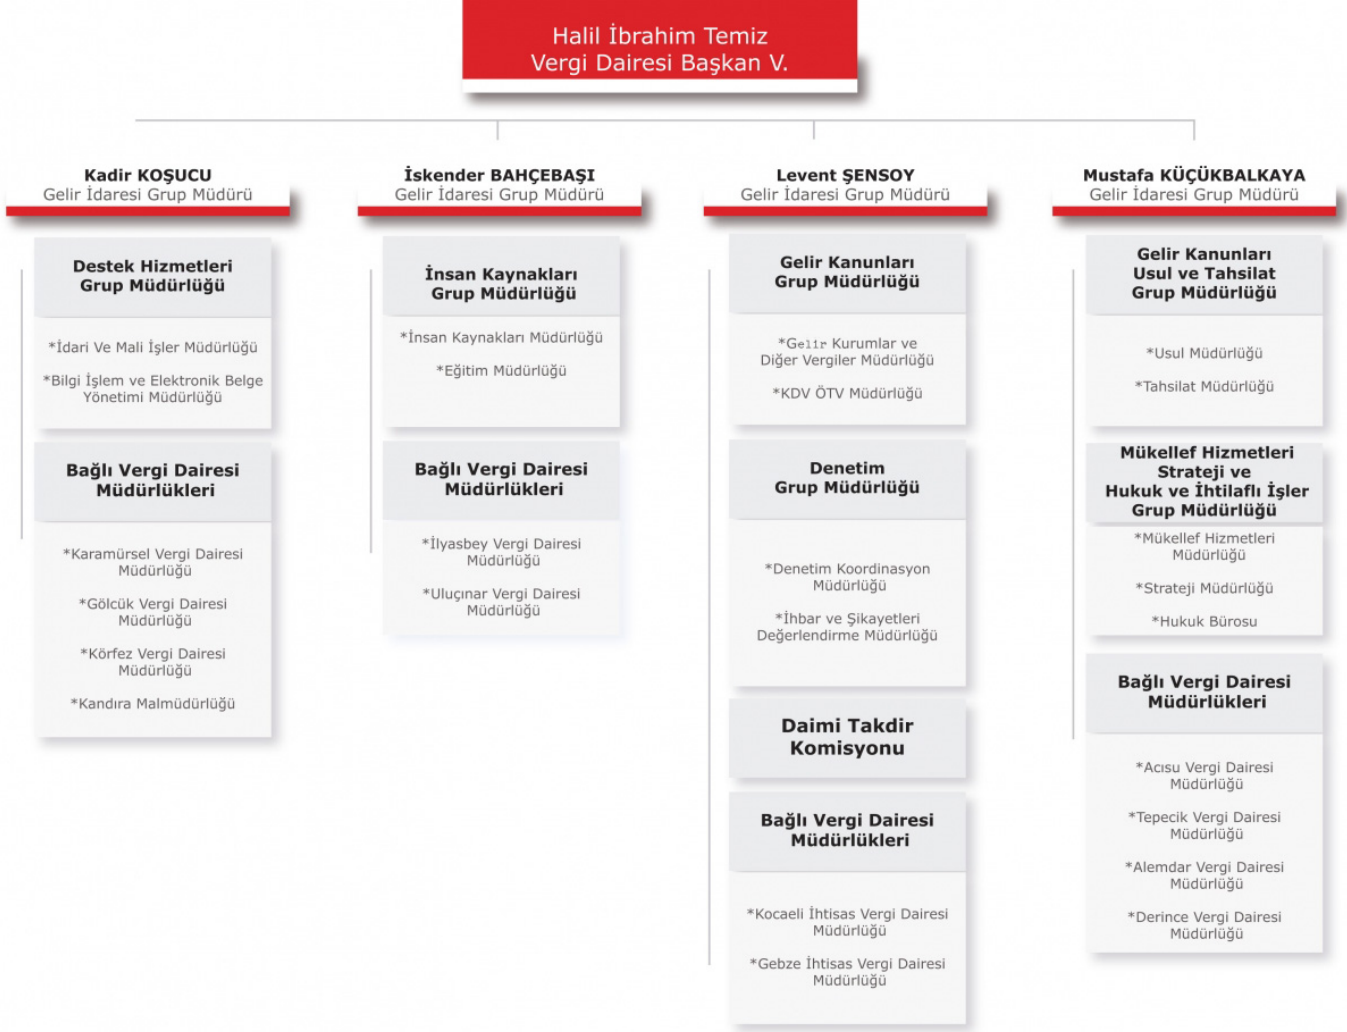 Halil İbrahim Temiz
Vergi Dairesi Başkan V.
Kadir KOŞUCU
Gelir İdaresi Grup Müdürü
Destek Hizmetleri
Grup Müdürlüğü
*İdari Ve Mali İşler Müdürlüğü
*Bilgi İşlem ve Elektronik Belge
Yönetimi Müdürlüğü
Bağlı Vergi Dairesi
Müdürlükleri
*Karamürsel Vergi Dairesi
Müdürlüğü
*Gölcük Vergi Dairesi
Müdürlüğü
*Körfez Vergi Dairesi
Müdürlüğü
*Kandıra Malmüdürlüğü
İskender BAHÇEBAŞI
Gelir İdaresi Grup Müdürü
İnsan Kaynakları
Grup Müdürlüğü
*İnsan Kaynakları Müdürlüğü
*Eğitim Müdürlüğü
Bağlı Vergi Dairesi
Müdürlükleri
*İlyasbey Vergi Dairesi
Müdürlüğü
*Uluçınar Vergi Dairesi
Müdürlüğü
Levent ŞENSOY
Gelir İdaresi Grup Müdürü
Gelir Kanunları
Grup Müdürlüğü
*Gelir Kurumlar ve
Diğer Vergiler Müdürlüğü
*KDV ÖTV Müdürlüğü
Denetim
Grup Müdürlüğü
*Denetim Koordinasyon
Müdürlüğü
*İhbar ve Şikayetleri
Değerlendirme Müdürlüğü
Daimi Takdir
Komisyonu
Bağlı Vergi Dairesi
Müdürlükleri
*Kocaeli İhtisas Vergi Dairesi
Müdürlüğü
*Gebze İhtisas Vergi Dairesi
Müdürlüğü
Mustafa KÜÇÜKBALKAYA
Gelir İdaresi Grup Müdürü
Gelir Kanunları
Usul ve Tahsilat
Grup Müdürlüğü
*Usul Müdürlüğü
*Tahsilat Müdürlüğü
Mükellef Hizmetleri
Strateji ve
Hukuk ve İhtilaflı İşler
Grup Müdürlüğü
*Mükellef Hizmetleri
Müdürlüğü
*Strateji Müdürlüğü
*Hukuk Bürosu
Bağlı Vergi Dairesi
Müdürlükleri
*Acısu Vergi Dairesi
Müdürlüğü
*Tepecik Vergi Dairesi
Müdürlüğü
*Alemdar Vergi Dairesi
Müdürlüğü
*Derince Vergi Dairesi
Müdürlüğü